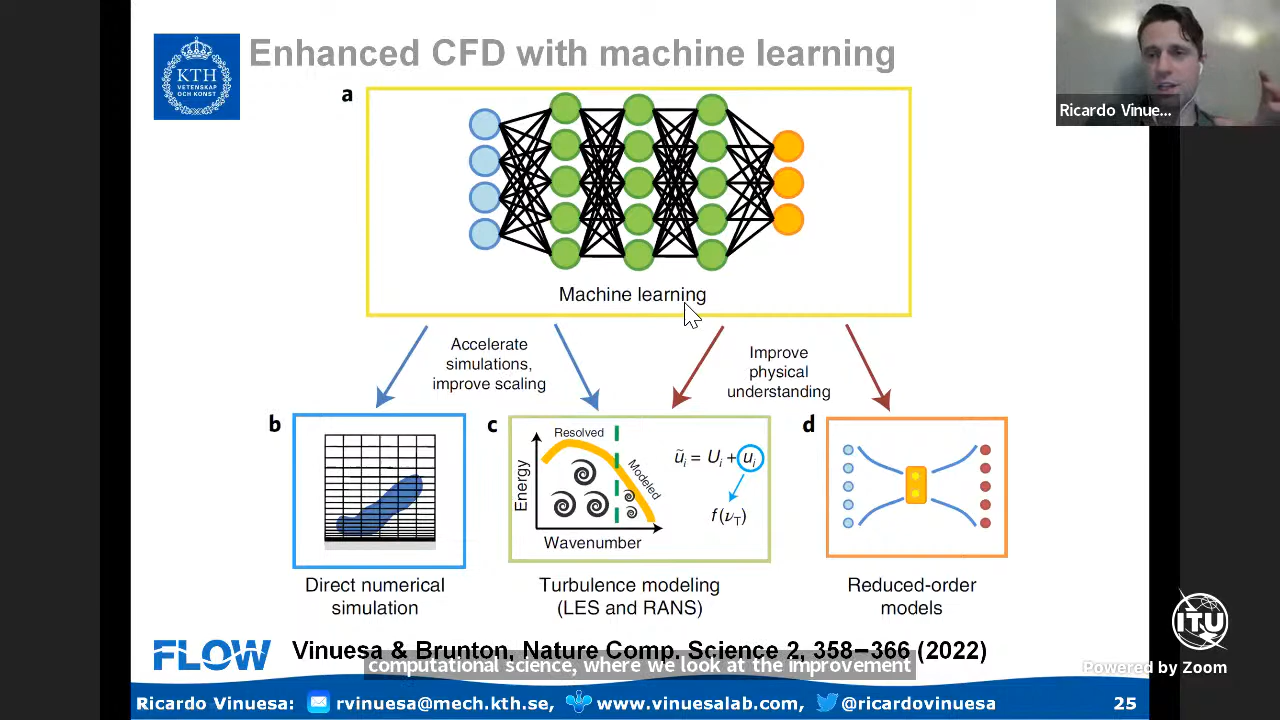 KTH
VETENSKAP
OCH KONST
Enhanced CFD with machine learning
Ricardo Vinue...
a
Machine learning
Accelerate
simulations,
improve scaling
Improve
physical
understanding
b
Direct numerical
simulation
c
Resolved
Modeled
Energy
Wavenumber
ũᵢ = Uᵢ + uᵢ
f(νT)
Turbulence modeling
(LES and RANS)
d
Reduced-order
models
ITU
Powered by Zoom
FLOW
Vinuesa & Brunton, Nature Comp. Science 2, 358–366 (2022)
computational science, where we look at the improvement
Ricardo Vinuesa: rvinuesa@mech.kth.se, www.vinuesalab.com, @ricardovinuesa 25